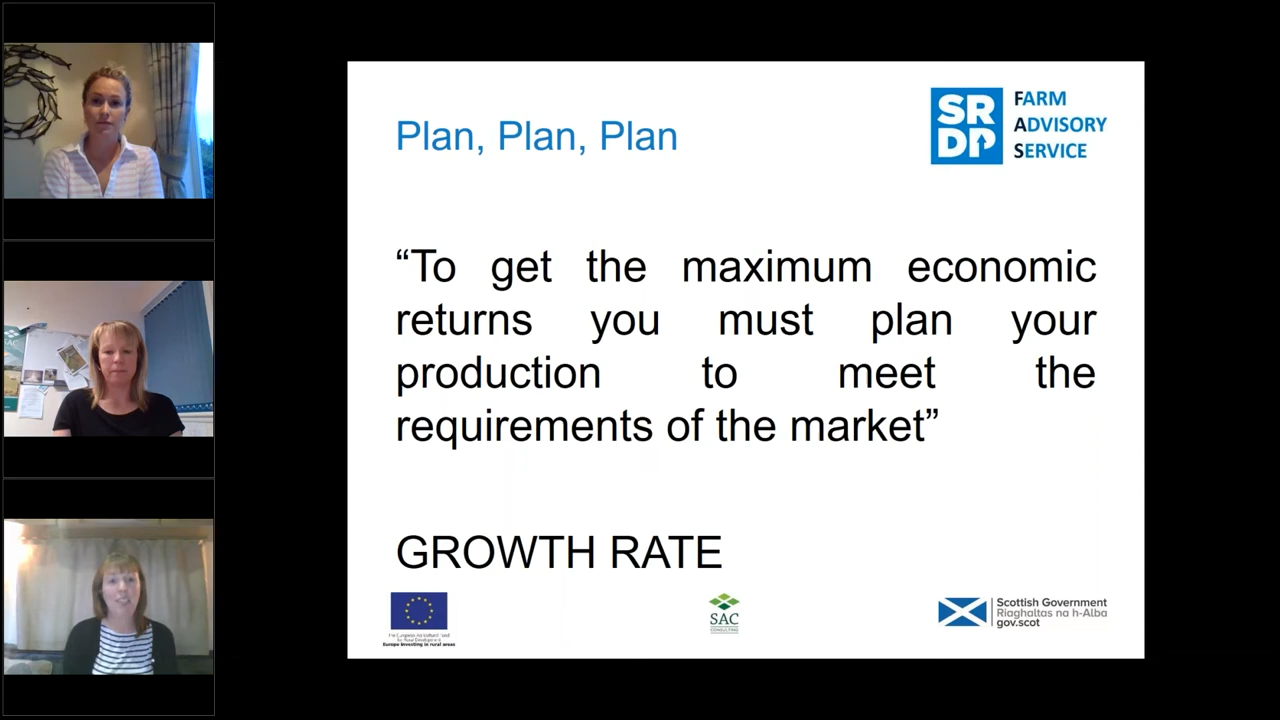 Plan, Plan, Plan
SRDP
FARM
ADVISORY
SERVICE
“To get the maximum economic
returns you must plan your
production to meet the
requirements of the market”
GROWTH RATE
Europe investing in rural areas
SAC
CONSULTING
Scottish Government
Riaghaltas na h-Alba
gov.scot
SAC